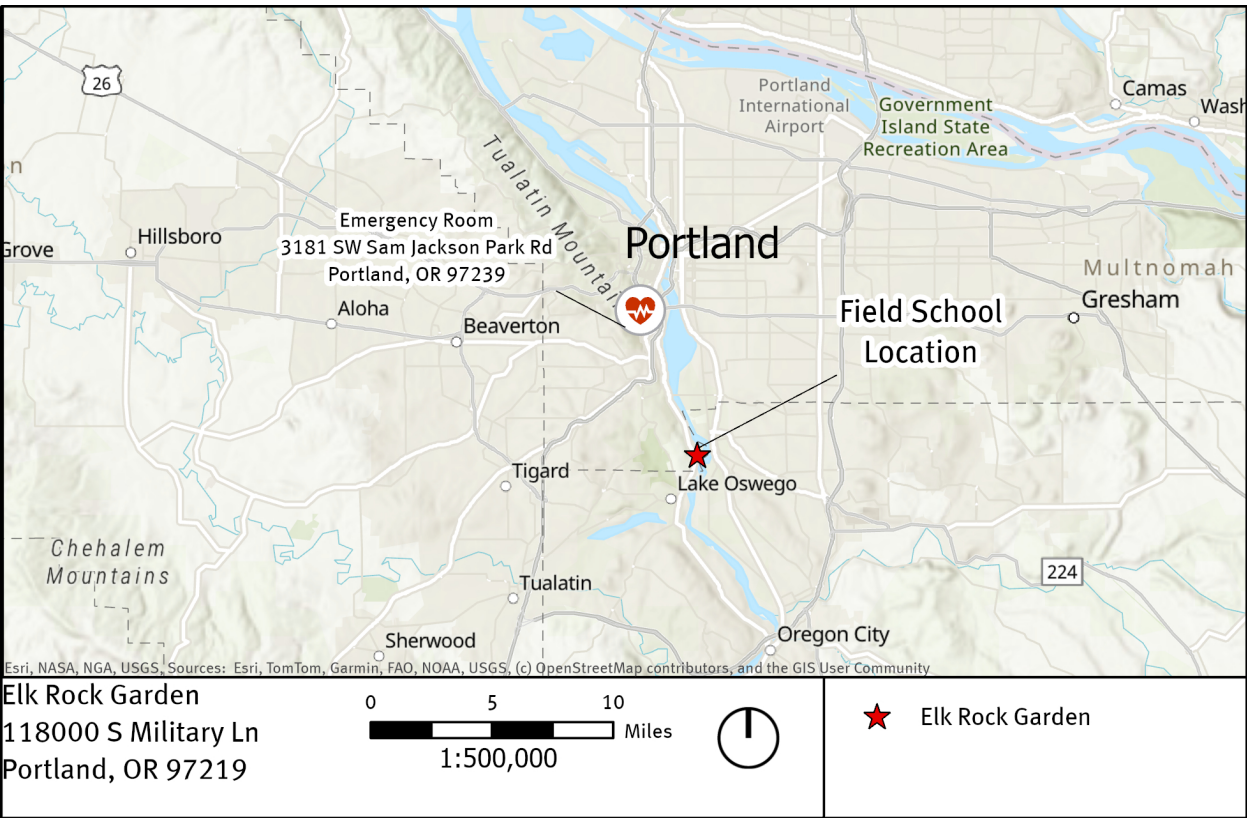 26
Portland
International
Airport
Government
Island State
Recreation Area
Camas
Wash
n
Tualatin Mountai
Emergency Room
3181 SW Sam Jackson Park Rd
Portland, OR 97239
Hillsboro
Grove
Portland
Multnomah
Gresham
Aloha
Beaverton
Field School
Location
Tigard
Lake Oswego
Chehalem
Mountains
224
Tualatin
Sherwood
Oregon City
Esri, NASA, NGA, USGS, Sources: Esri, TomTom, Garmin, FAO, NOAA, USGS, (c) OpenStreetMap contributors, and the GIS User Community
Elk Rock Garden
118000 S Military Ln
Portland, OR 97219
0 5 10
Miles
1:500,000
Elk Rock Garden